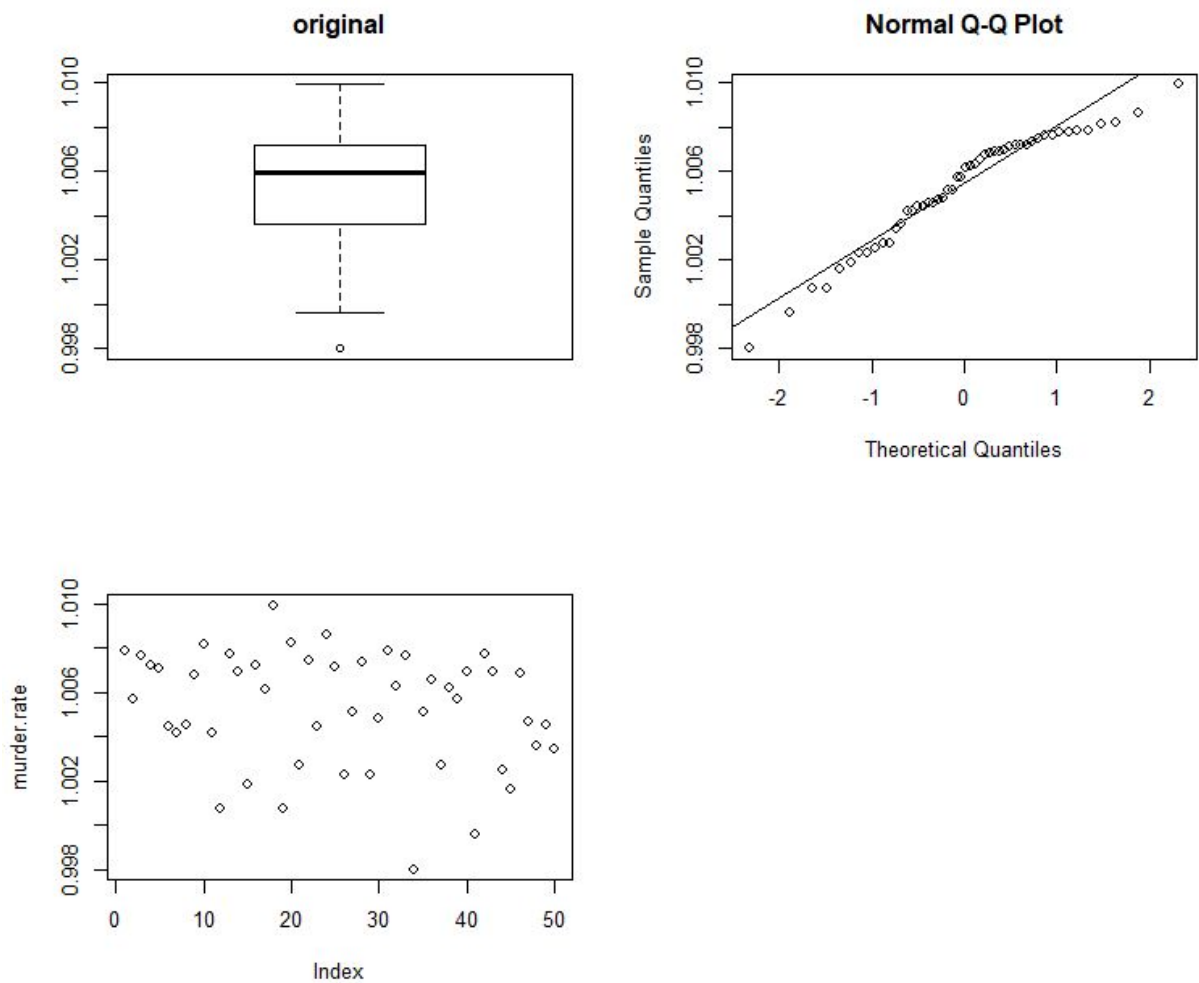 original
1.010
1.006
1.002
0.998
Normal Q-Q Plot
Sample Quantiles
1.010
1.006
1.002
0.998
-2 -1 0 1 2
Theoretical Quantiles
murder.rate
1.010
1.006
1.002
0.998
0 10 20 30 40 50
Index